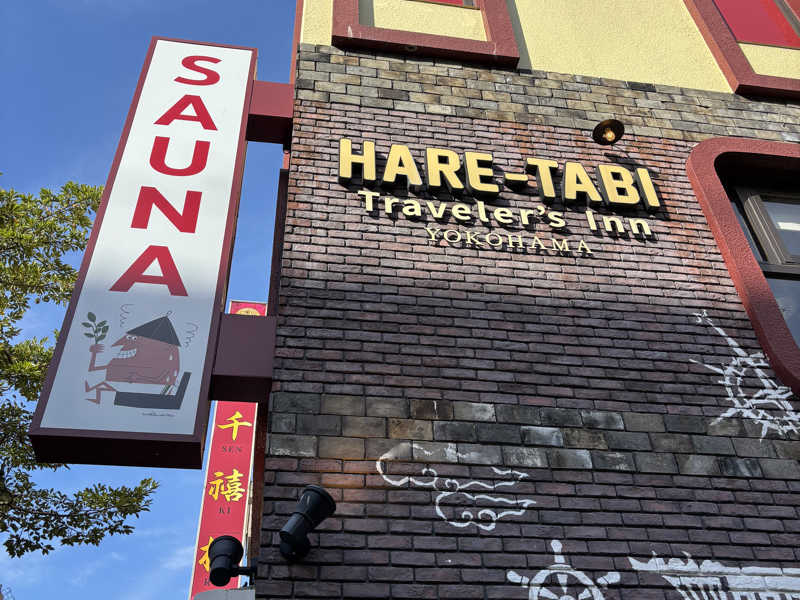 SAUNA
HARE-TABI
Traveler's Inn
YOKOHAMA
千
SEN
禧
KI